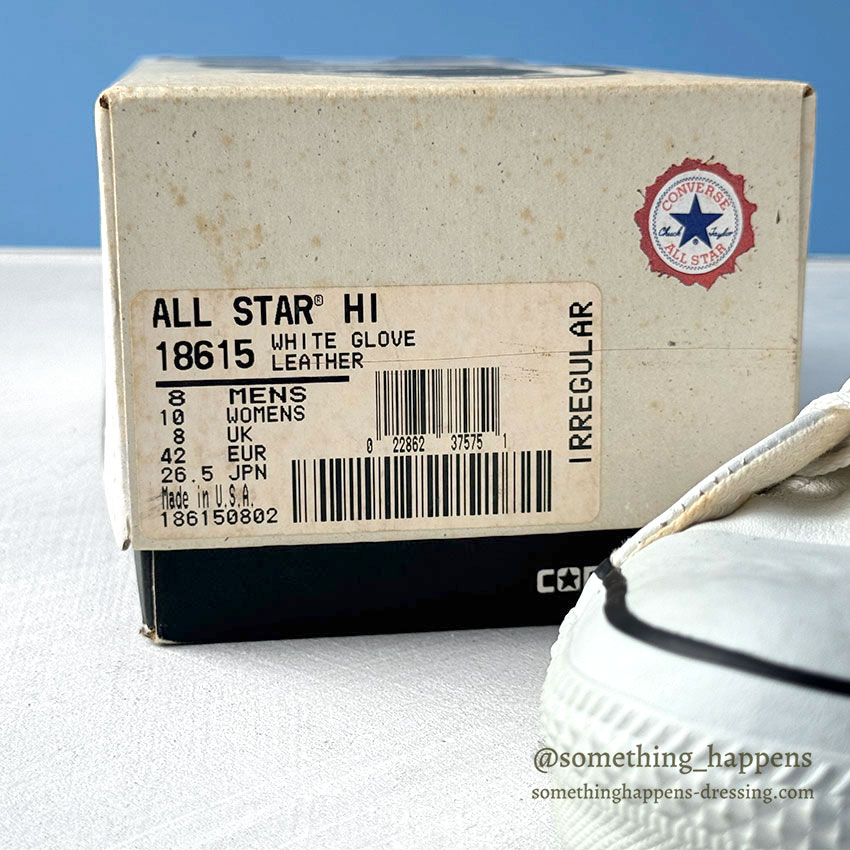 CONVERSE
Chuck Taylor
ALL STAR
ALL STAR® HI
18615 WHITE GLOVE
LEATHER
8 MENS
10 WOMENS
8 UK
42 EUR
26.5 JPN
Made in U.S.A.
186150802
0 22862 37575 1
IRREGULAR
@something_happens
somethinghappens-dressing.com